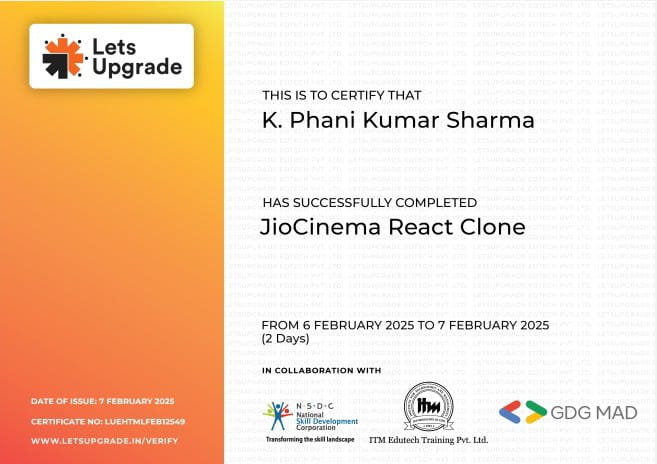 Lets
Upgrade
THIS IS TO CERTIFY THAT
K. Phani Kumar Sharma
HAS SUCCESSFULLY COMPLETED
JioCinema React Clone
FROM 6 FEBRUARY 2025 TO 7 FEBRUARY 2025
(2 Days)
IN COLLABORATION WITH
DATE OF ISSUE: 7 FEBRUARY 2025
CERTIFICATE NO: LUEHTMLFEB12549
WWW.LETSUPGRADE.IN/VERIFY
N·S·D·C
National
Skill Development
Corporation
Transforming the skill landscape
itm
ITM Edutech Training Pvt. Ltd.
GDG MAD